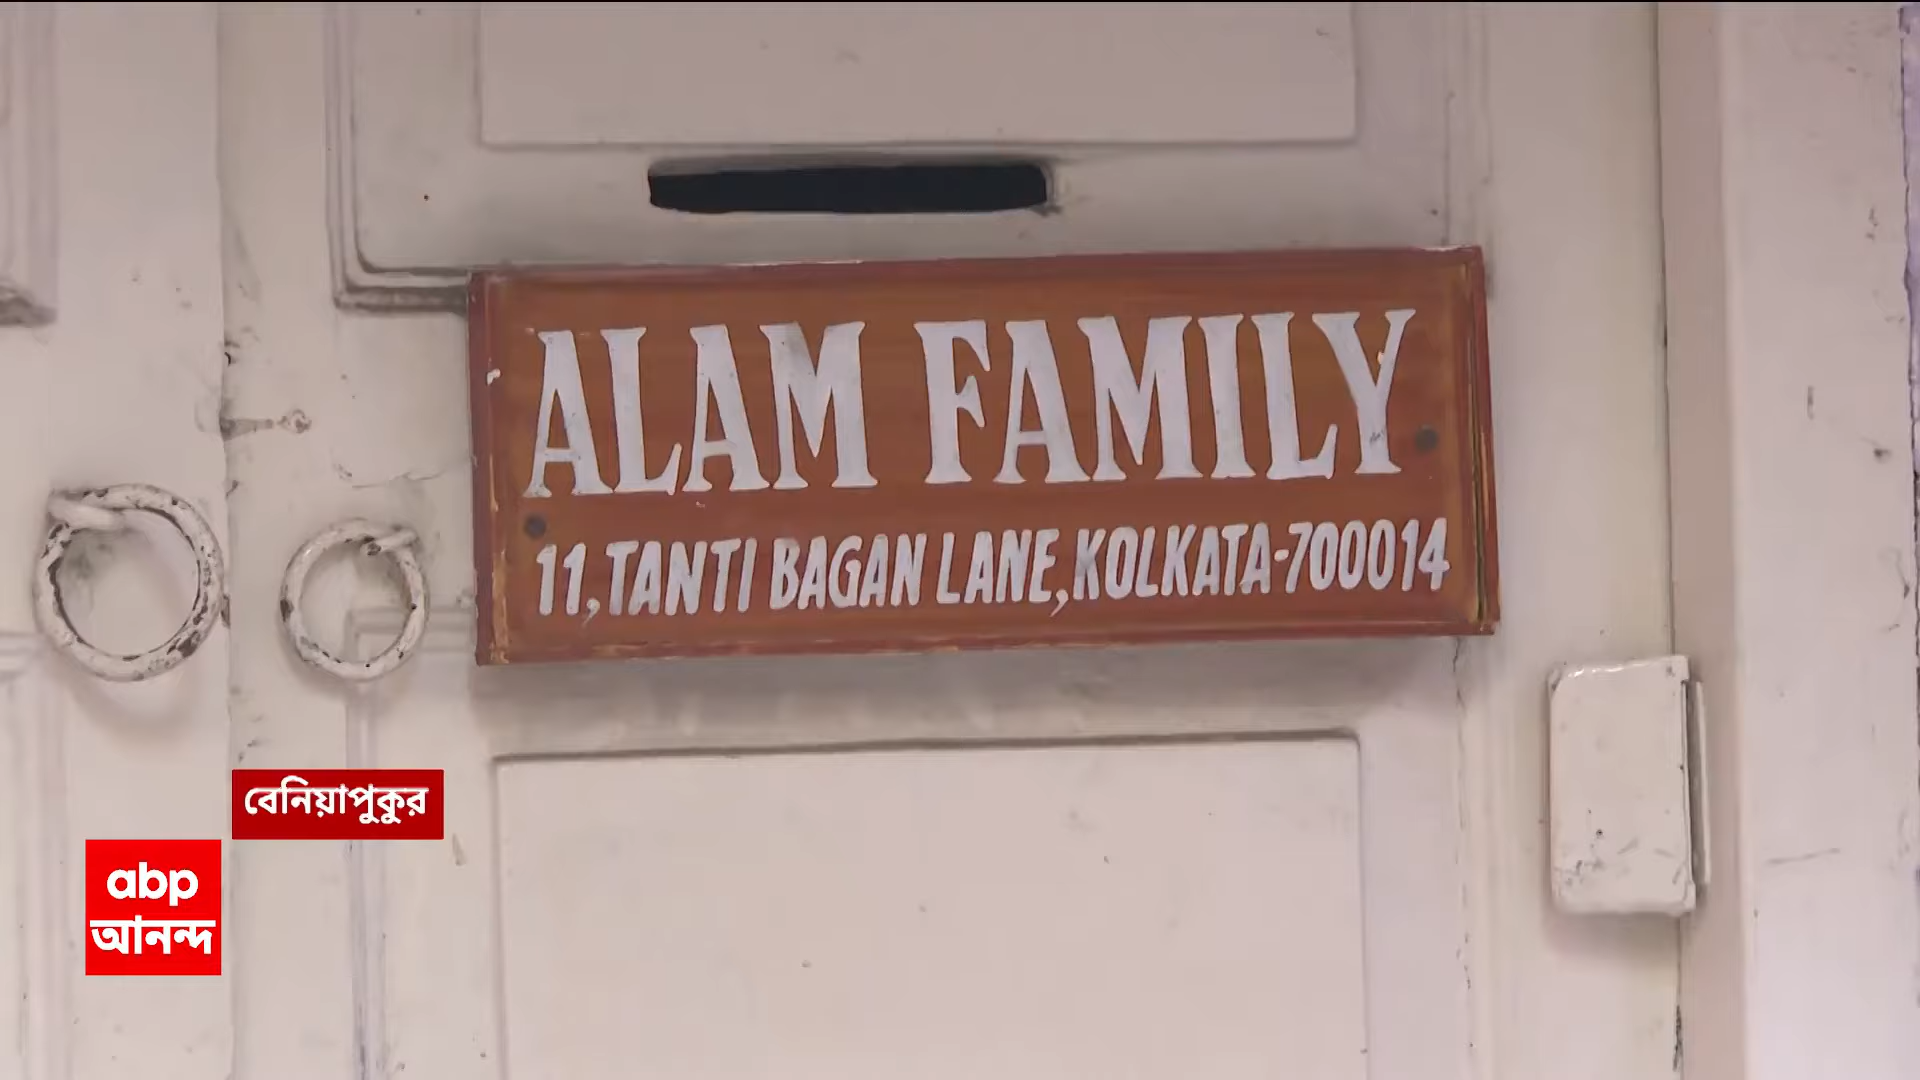 ALAM FAMILY
11, TANTI BAGAN LANE, KOLKATA-700014
বেনিয়াপুকুর
abp
আনন্দ